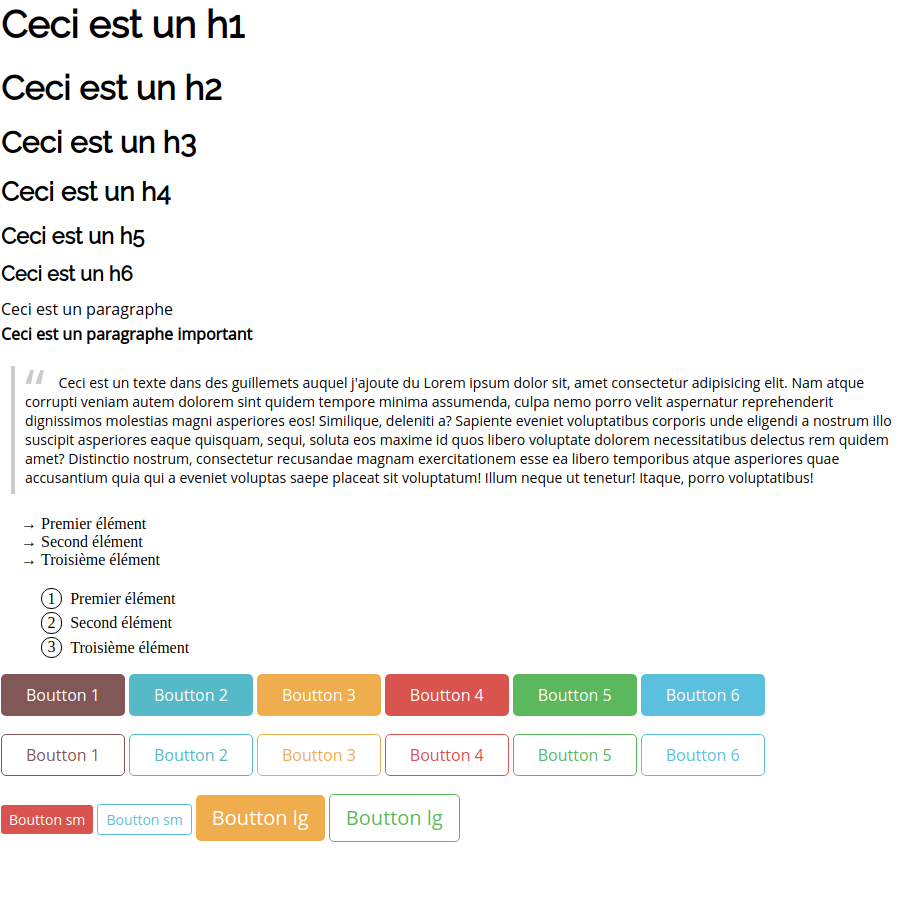 Ceci est un h1
Ceci est un h2
Ceci est un h3
Ceci est un h4
Ceci est un h5
Ceci est un h6
Ceci est un paragraphe
Ceci est un paragraphe important
“ Ceci est un texte dans des guillemets auquel j'ajoute du Lorem ipsum dolor sit, amet consectetur adipisicing elit. Nam atque
corrupti veniam autem dolorem sint quidem tempore minima assumenda, culpa nemo porro velit aspernatur reprehenderit
dignissimos molestias magni asperiores eos! Similique, deleniti a? Sapiente eveniet voluptatibus corporis unde eligendi a nostrum illo
suscipit asperiores eaque quisquam, sequi, soluta eos maxime id quos libero voluptate dolorem necessitatibus delectus rem quidem
amet? Distinctio nostrum, consectetur recusandae magnam exercitationem esse ea libero temporibus atque asperiores quae
accusantium quia qui a eveniet voluptas saepe placeat sit voluptatum! Illum neque ut tenetur! Itaque, porro voluptatibus!
→ Premier élément
→ Second élément
→ Troisième élément
1 Premier élément
2 Second élément
3 Troisième élément
Boutton 1 Boutton 2 Boutton 3 Boutton 4 Boutton 5 Boutton 6
Boutton 1 Boutton 2 Boutton 3 Boutton 4 Boutton 5 Boutton 6
Boutton sm Boutton sm Boutton lg Boutton lg